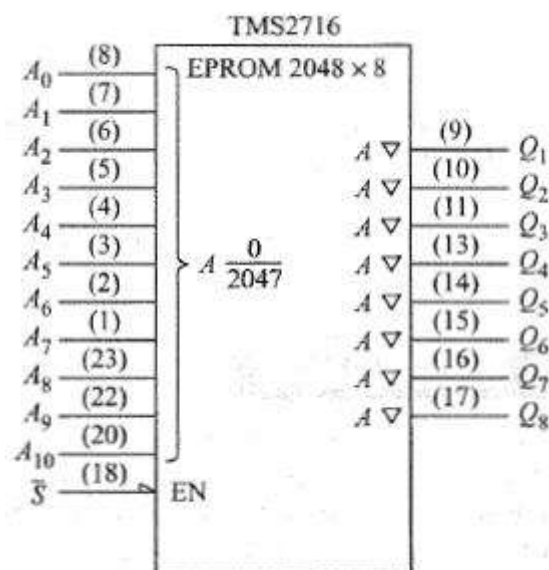 TMS2716
EPROM 2048 × 8
A0 (8)
A1 (7)
A2 (6)
A3 (5)
A4 (4)
A5 (3)
A6 (2)
A7 (1)
A8 (23)
A9 (22)
A10 (20)
S̅ (18) EN
A 0/2047
A ▽ (9) Q1
A ▽ (10) Q2
A ▽ (11) Q3
A ▽ (13) Q4
A ▽ (14) Q5
A ▽ (15) Q6
A ▽ (16) Q7
A ▽ (17) Q8